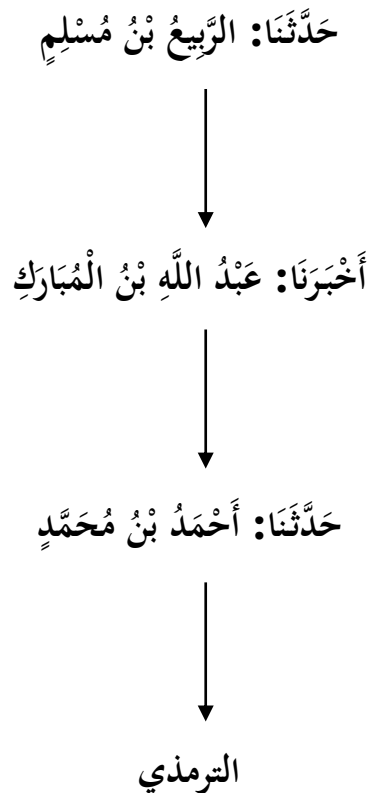 حَدَّثَنَا: الرَّبِيعُ بْنُ مُسْلِمٍ
أَخْبَرَنَا: عَبْدُ اللَّهِ بْنُ الْمُبَارَكِ
حَدَّثَنَا: أَحْمَدُ بْنُ مُحَمَّدٍ
الترمذي